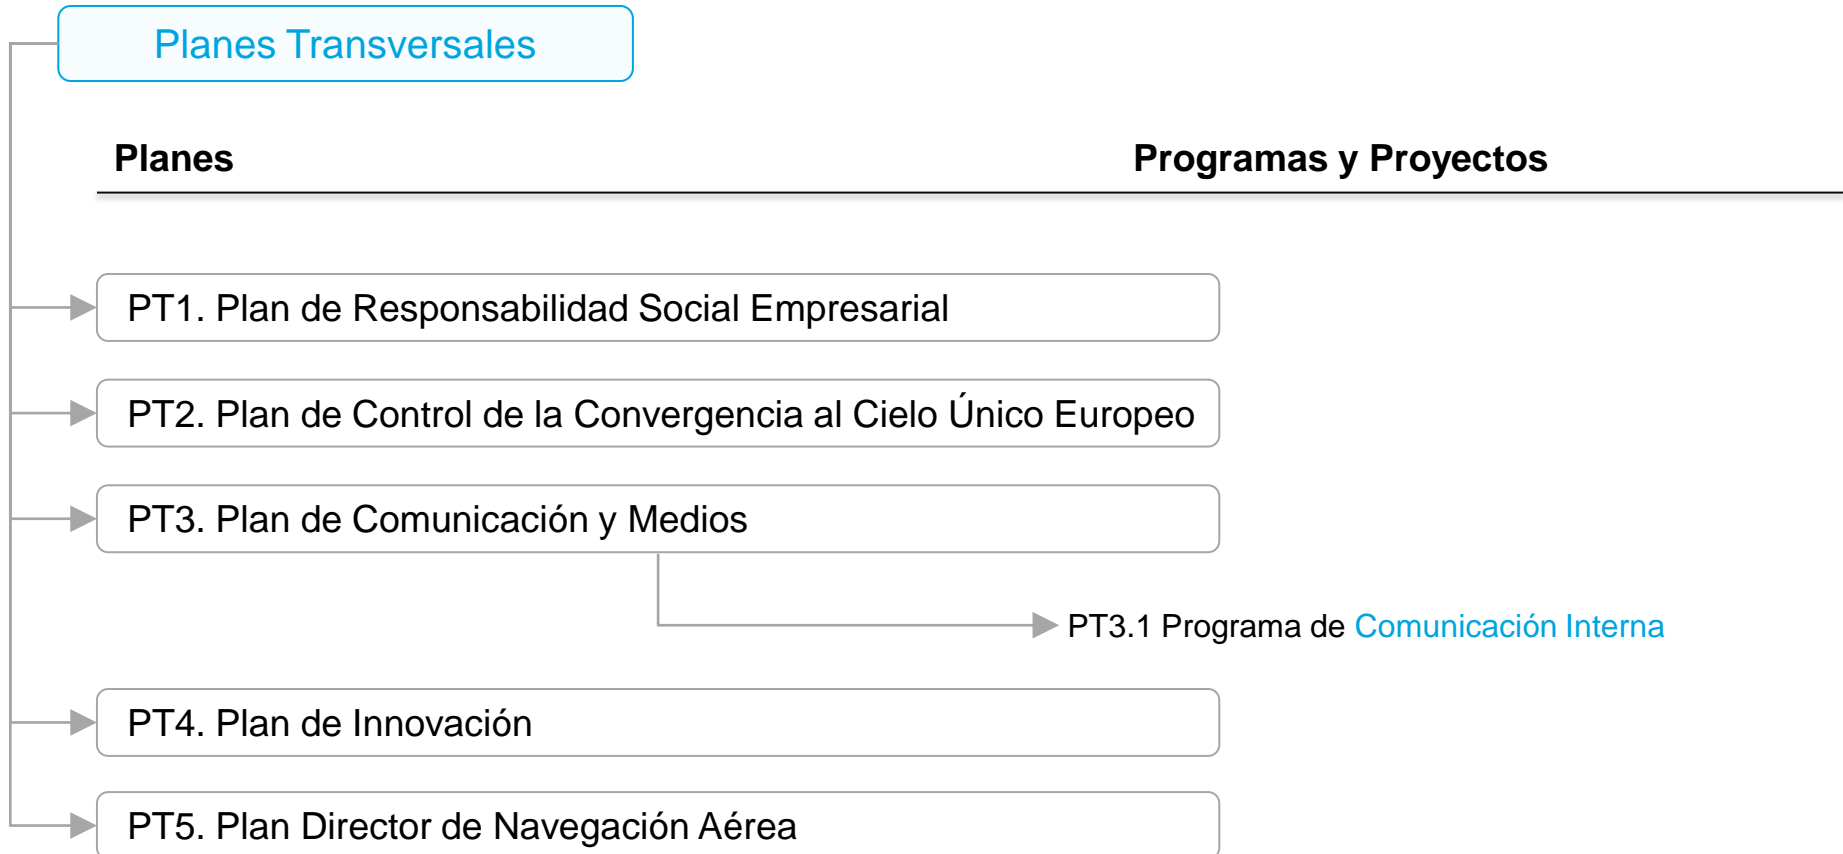 Planes Transversales
Planes
Programas y Proyectos
PT1. Plan de Responsabilidad Social Empresarial
PT2. Plan de Control de la Convergencia al Cielo Único Europeo
PT3. Plan de Comunicación y Medios
PT3.1 Programa de Comunicación Interna
PT4. Plan de Innovación
PT5. Plan Director de Navegación Aérea